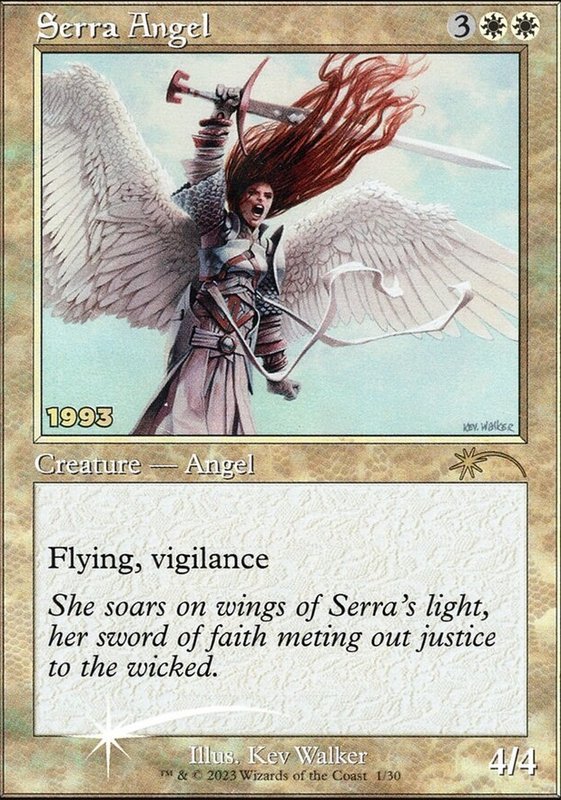 Serra Angel 3
1993
Kev. Walker
Creature — Angel
Flying, vigilance
She soars on wings of Serra's light,
her sword of faith meting out justice
to the wicked.
Illus. Kev Walker
™ & © 2023 Wizards of the Coast 1/30
4/4